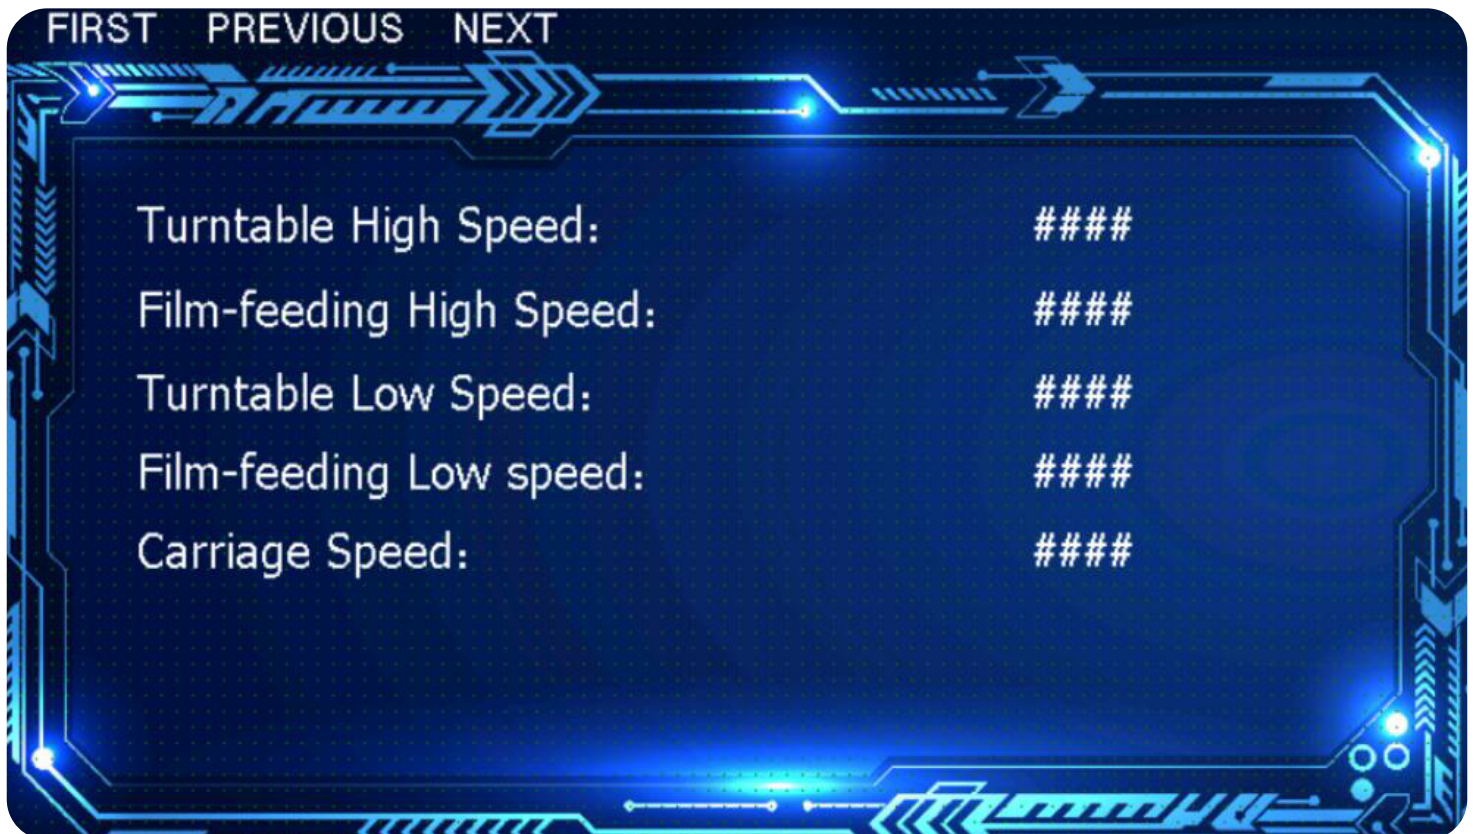 FIRST PREVIOUS NEXT
Turntable High Speed: ####
Film-feeding High Speed: ####
Turntable Low Speed: ####
Film-feeding Low speed: ####
Carriage Speed: ####